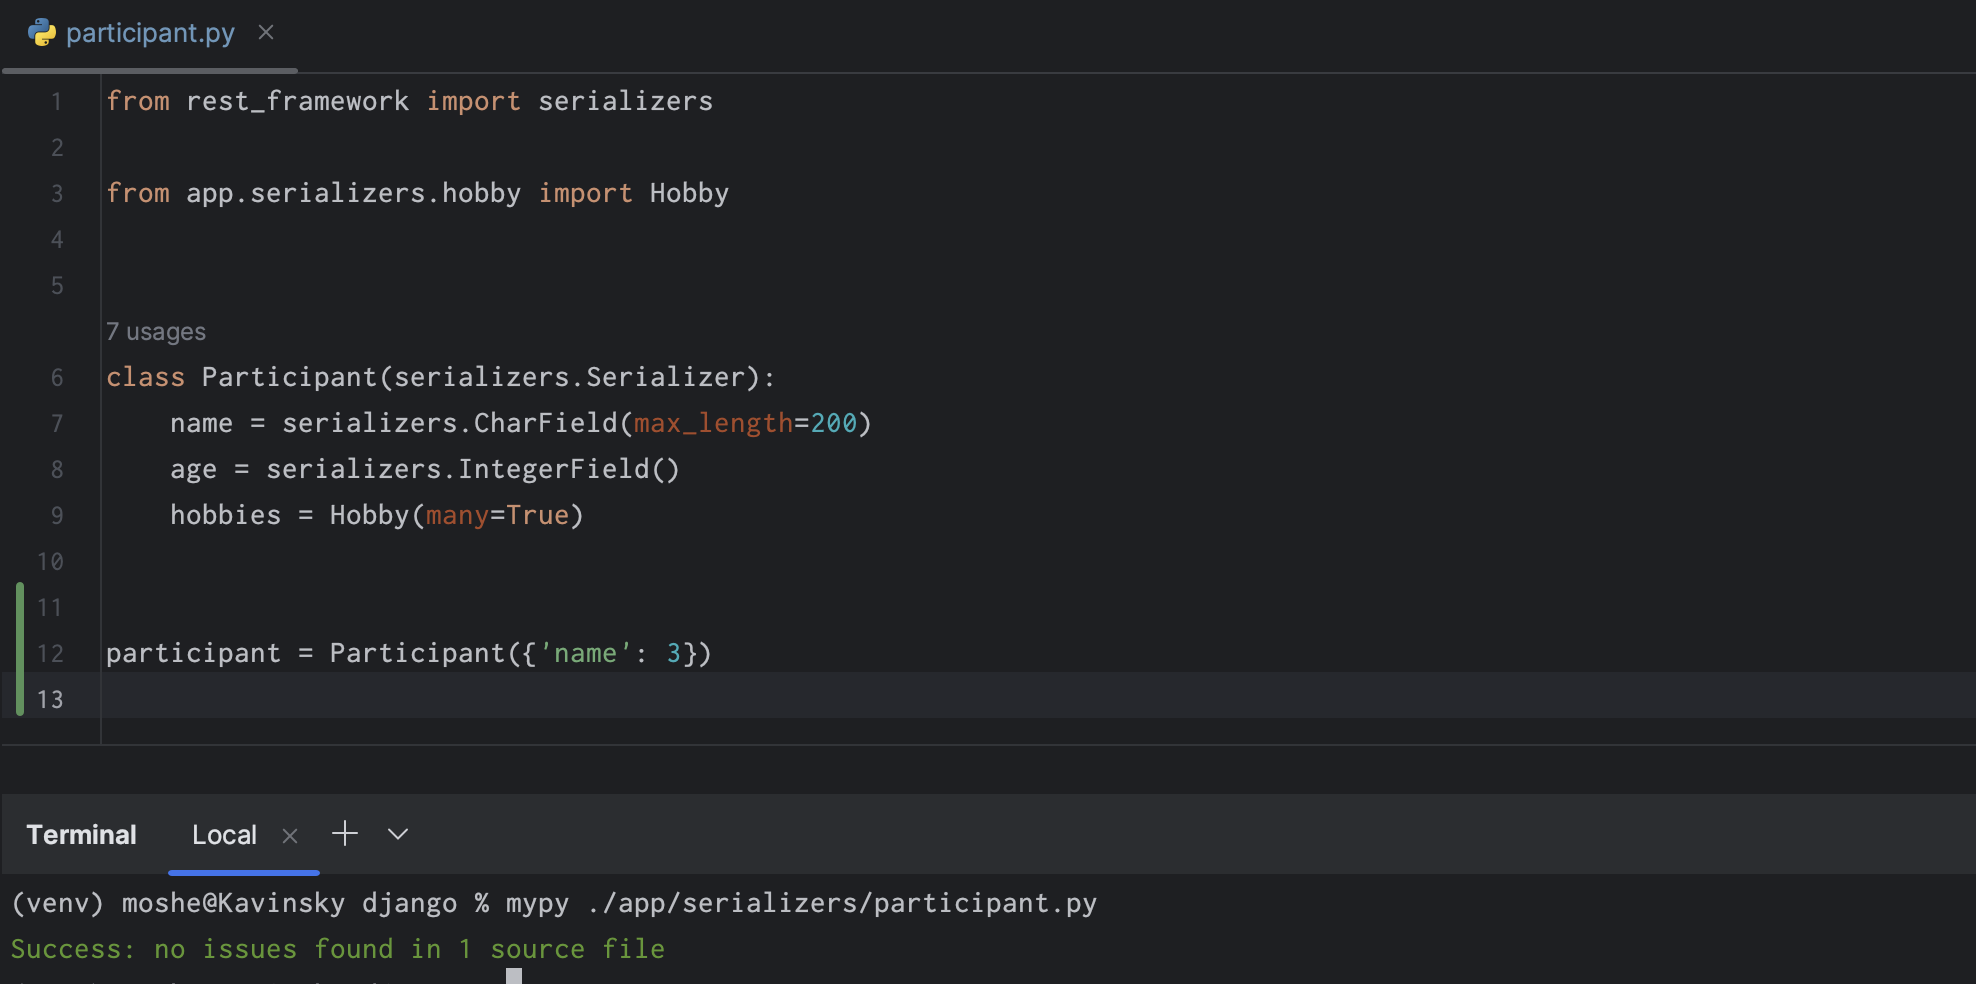 participant.py
1 from rest_framework import serializers
2
3 from app.serializers.hobby import Hobby
4
5
7 usages
6 class Participant(serializers.Serializer):
7     name = serializers.CharField(max_length=200)
8     age = serializers.IntegerField()
9     hobbies = Hobby(many=True)
10
11
12 participant = Participant({'name': 3})
13
Terminal Local
(venv) moshe@Kavinsky django % mypy ./app/serializers/participant.py
Success: no issues found in 1 source file